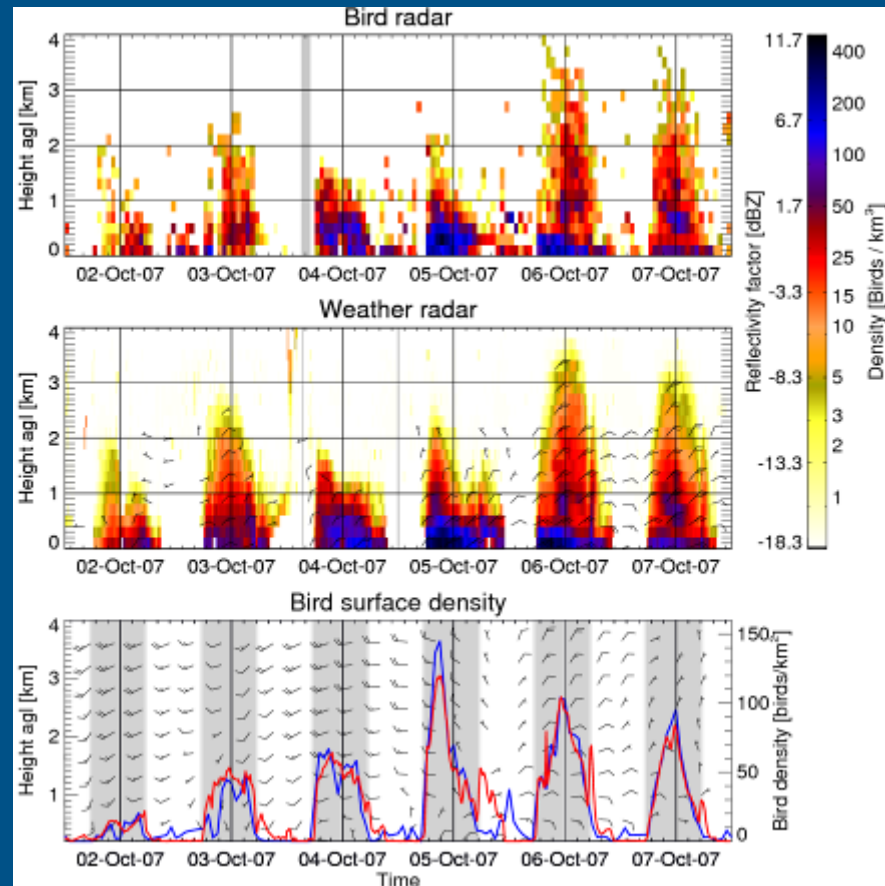 Bird radar
4
3
2
1
0
Height agl [km]
02-Oct-07 03-Oct-07 04-Oct-07 05-Oct-07 06-Oct-07 07-Oct-07
Weather radar
4
3
2
1
0
Height agl [km]
02-Oct-07 03-Oct-07 04-Oct-07 05-Oct-07 06-Oct-07 07-Oct-07
11.7
6.7
1.7
-3.3
-8.3
-13.3
-18.3
Reflectivity factor [dBZ]
400
200
100
50
25
15
10
5
3
2
1
Density [Birds / km³]
Bird surface density
4
3
2
1
Height agl [km]
150
100
50
0
Bird density [birds/km²]
02-Oct-07 03-Oct-07 04-Oct-07 05-Oct-07 06-Oct-07 07-Oct-07
Time